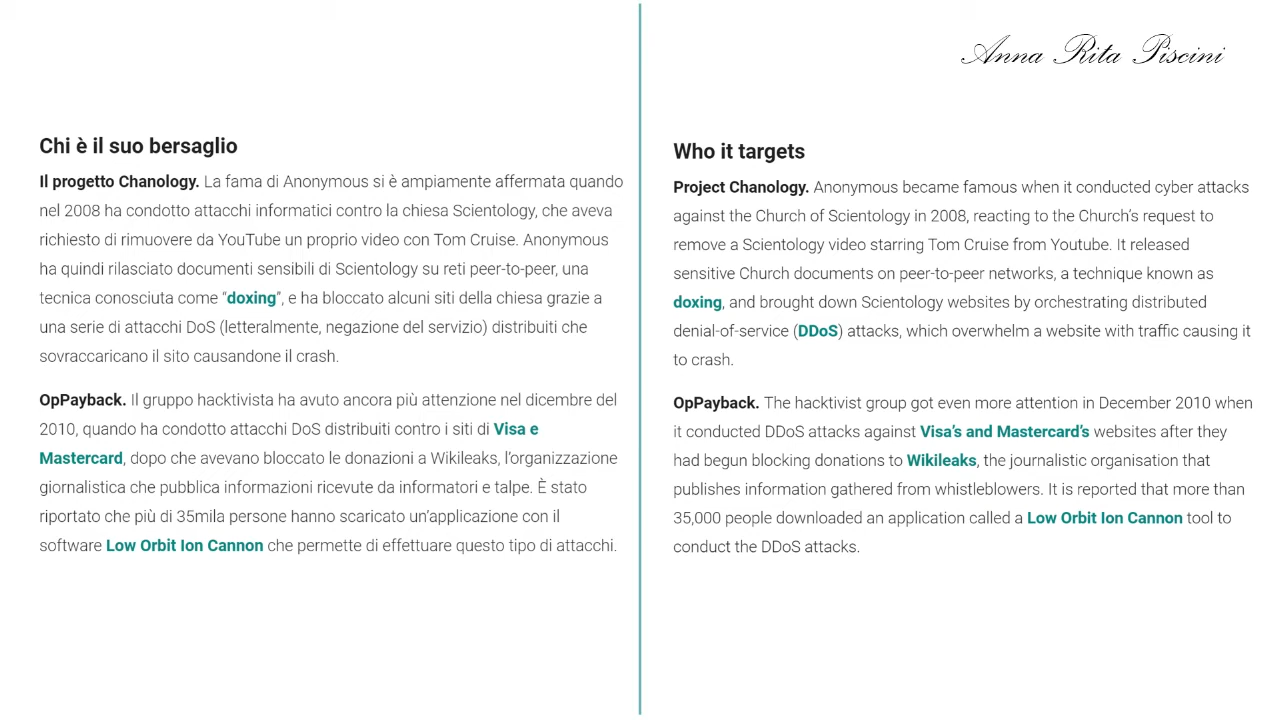 Anna Rita Piscini
Chi è il suo bersaglio
Il progetto Chanology. La fama di Anonymous si è ampiamente affermata quando
nel 2008 ha condotto attacchi informatici contro la chiesa Scientology, che aveva
richiesto di rimuovere da YouTube un proprio video con Tom Cruise. Anonymous
ha quindi rilasciato documenti sensibili di Scientology su reti peer-to-peer, una
tecnica conosciuta come “doxing”, e ha bloccato alcuni siti della chiesa grazie a
una serie di attacchi DoS (letteralmente, negazione del servizio) distribuiti che
sovraccaricano il sito causandone il crash.
OpPayback. Il gruppo hacktivista ha avuto ancora più attenzione nel dicembre del
2010, quando ha condotto attacchi DoS distribuiti contro i siti di Visa e
Mastercard, dopo che avevano bloccato le donazioni a Wikileaks, l’organizzazione
giornalistica che pubblica informazioni ricevute da informatori e talpe. È stato
riportato che più di 35mila persone hanno scaricato un’applicazione con il
software Low Orbit Ion Cannon che permette di effettuare questo tipo di attacchi.
Who it targets
Project Chanology. Anonymous became famous when it conducted cyber attacks
against the Church of Scientology in 2008, reacting to the Church’s request to
remove a Scientology video starring Tom Cruise from Youtube. It released
sensitive Church documents on peer-to-peer networks, a technique known as
doxing, and brought down Scientology websites by orchestrating distributed
denial-of-service (DDoS) attacks, which overwhelm a website with traffic causing it
to crash.
OpPayback. The hacktivist group got even more attention in December 2010 when
it conducted DDoS attacks against Visa’s and Mastercard’s websites after they
had begun blocking donations to Wikileaks, the journalistic organisation that
publishes information gathered from whistleblowers. It is reported that more than
35,000 people downloaded an application called a Low Orbit Ion Cannon tool to
conduct the DDoS attacks.